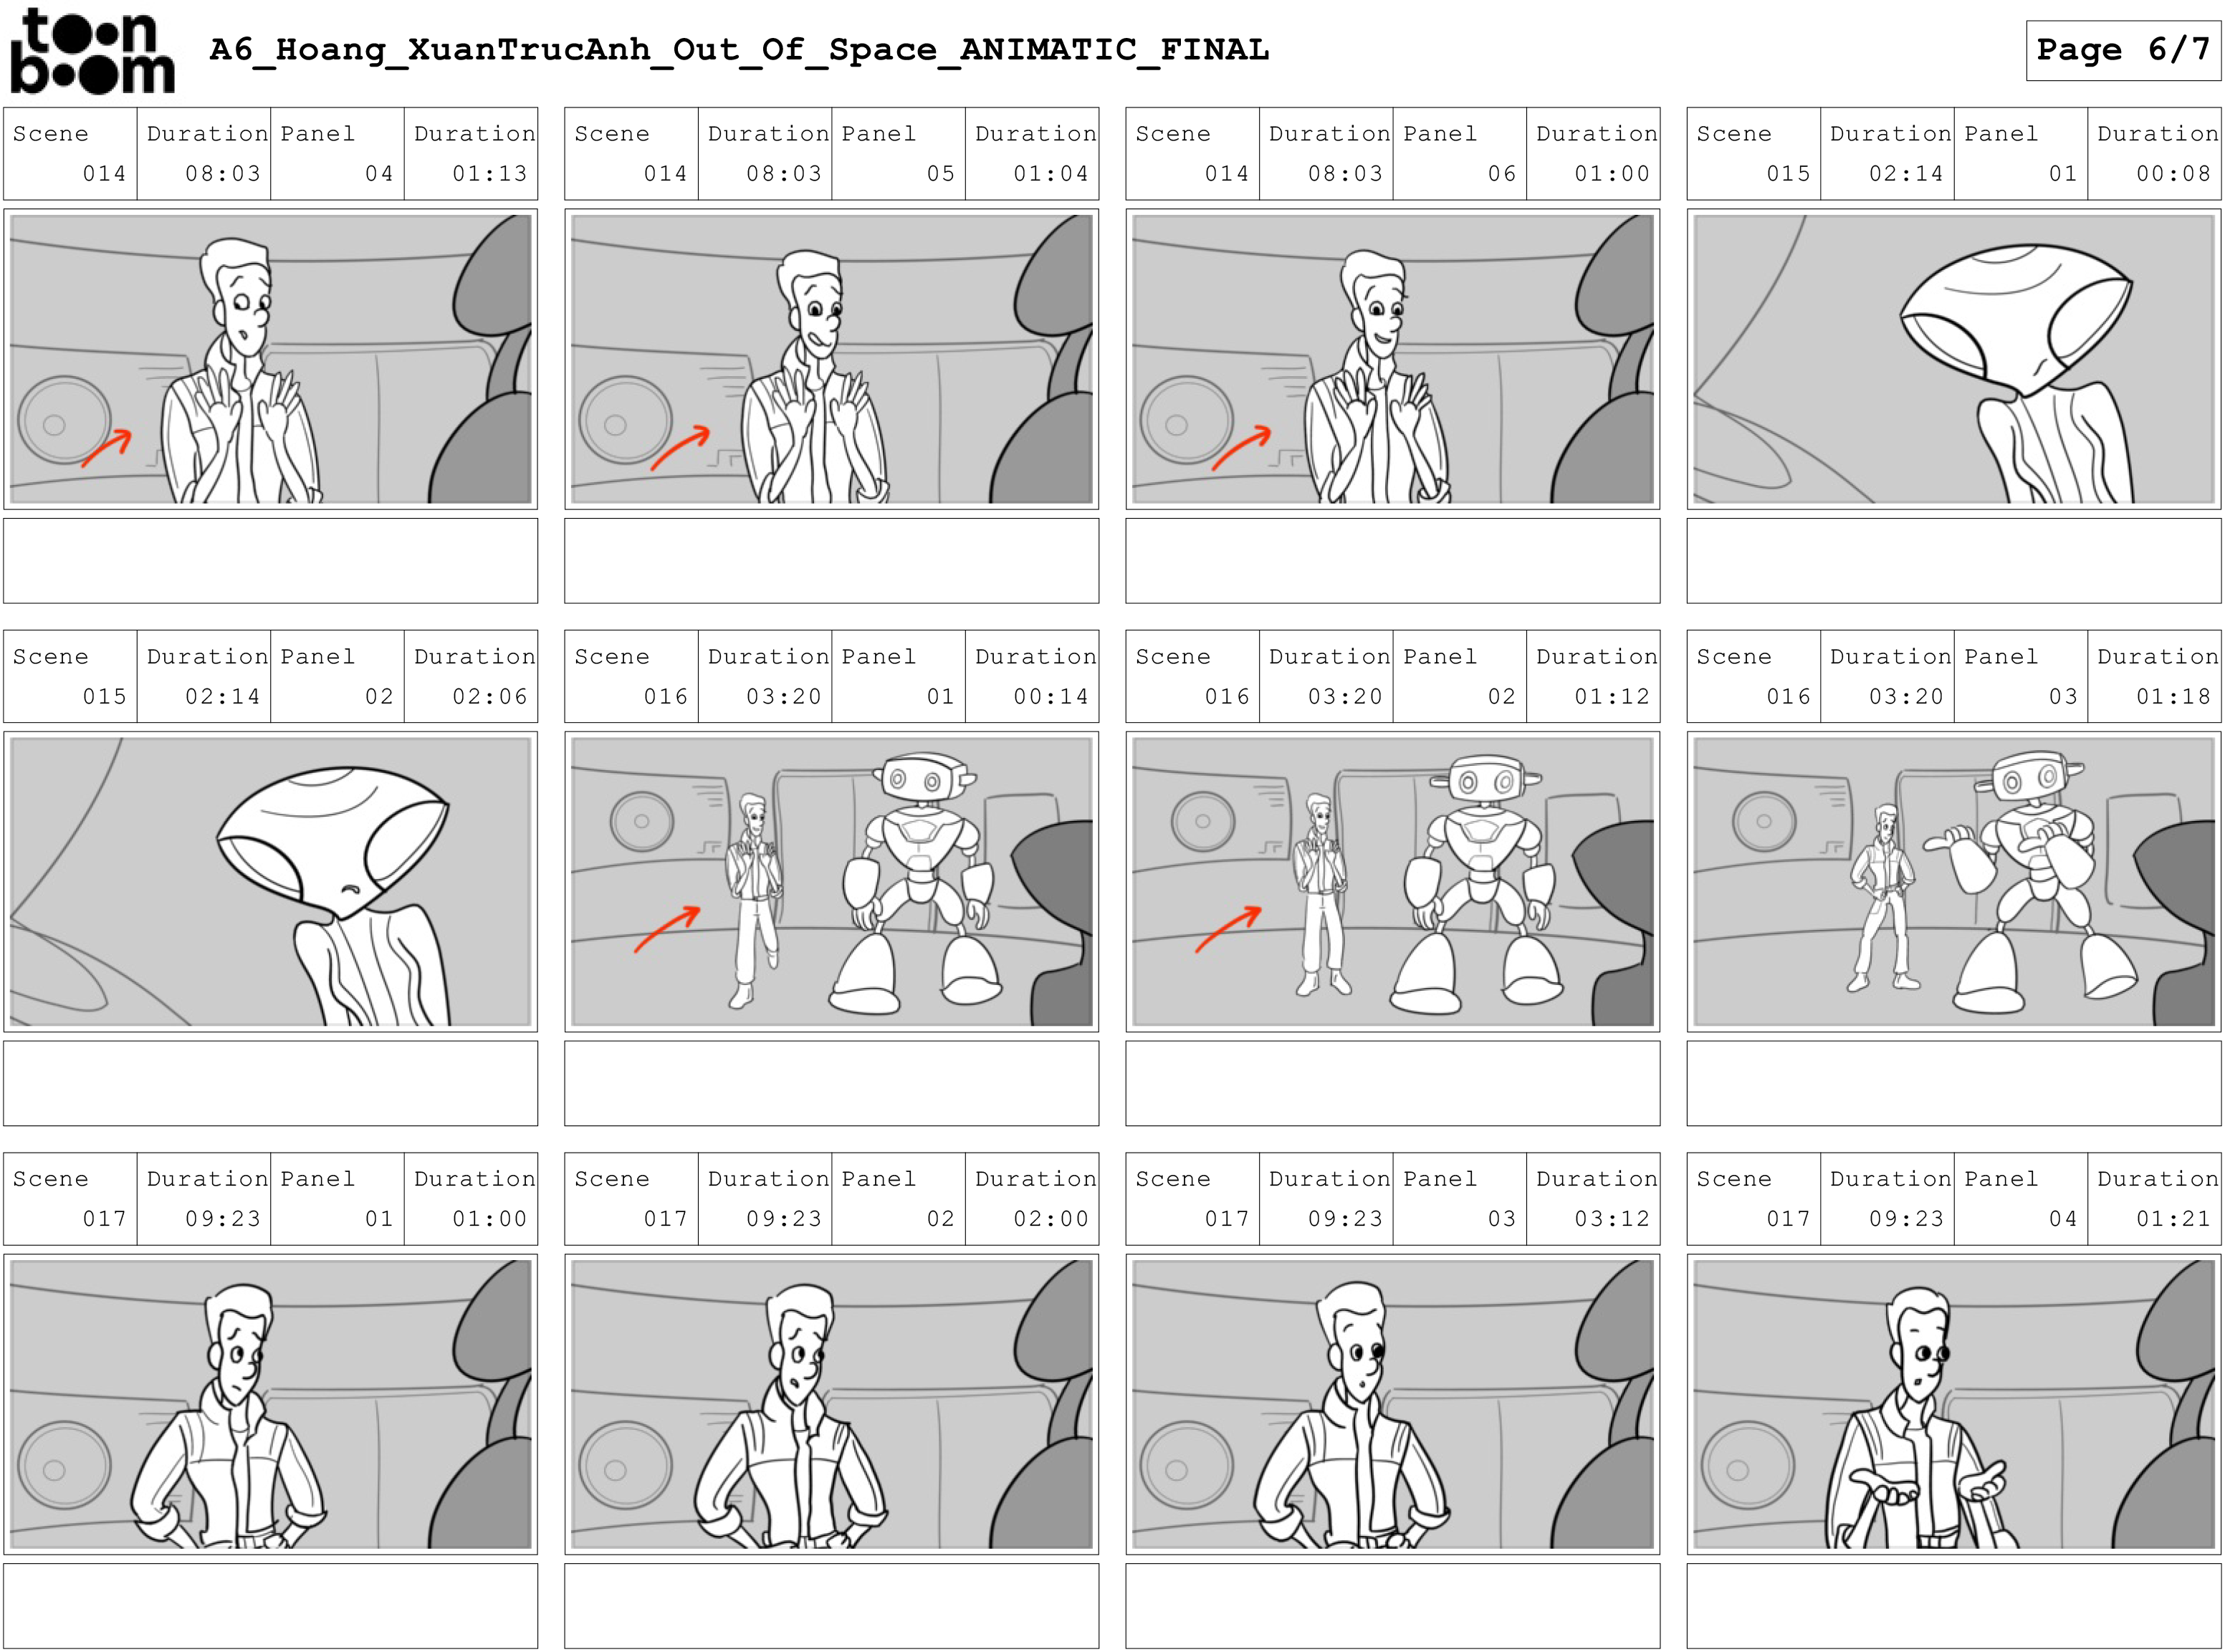 toon
boom
A6_Hoang_XuanTrucAnh_Out_Of_Space_ANIMATIC_FINAL
Page 6/7
Scene Duration Panel Duration Scene Duration Panel Duration Scene Duration Panel Duration Scene Duration Panel Duration
014 08:03 04 01:13 014 08:03 05 01:04 014 08:03 06 01:00 015 02:14 01 00:08
Scene Duration Panel Duration Scene Duration Panel Duration Scene Duration Panel Duration Scene Duration Panel Duration
015 02:14 02 02:06 016 03:20 01 00:14 016 03:20 02 01:12 016 03:20 03 01:18
Scene Duration Panel Duration Scene Duration Panel Duration Scene Duration Panel Duration Scene Duration Panel Duration
017 09:23 01 01:00 017 09:23 02 02:00 017 09:23 03 03:12 017 09:23 04 01:21